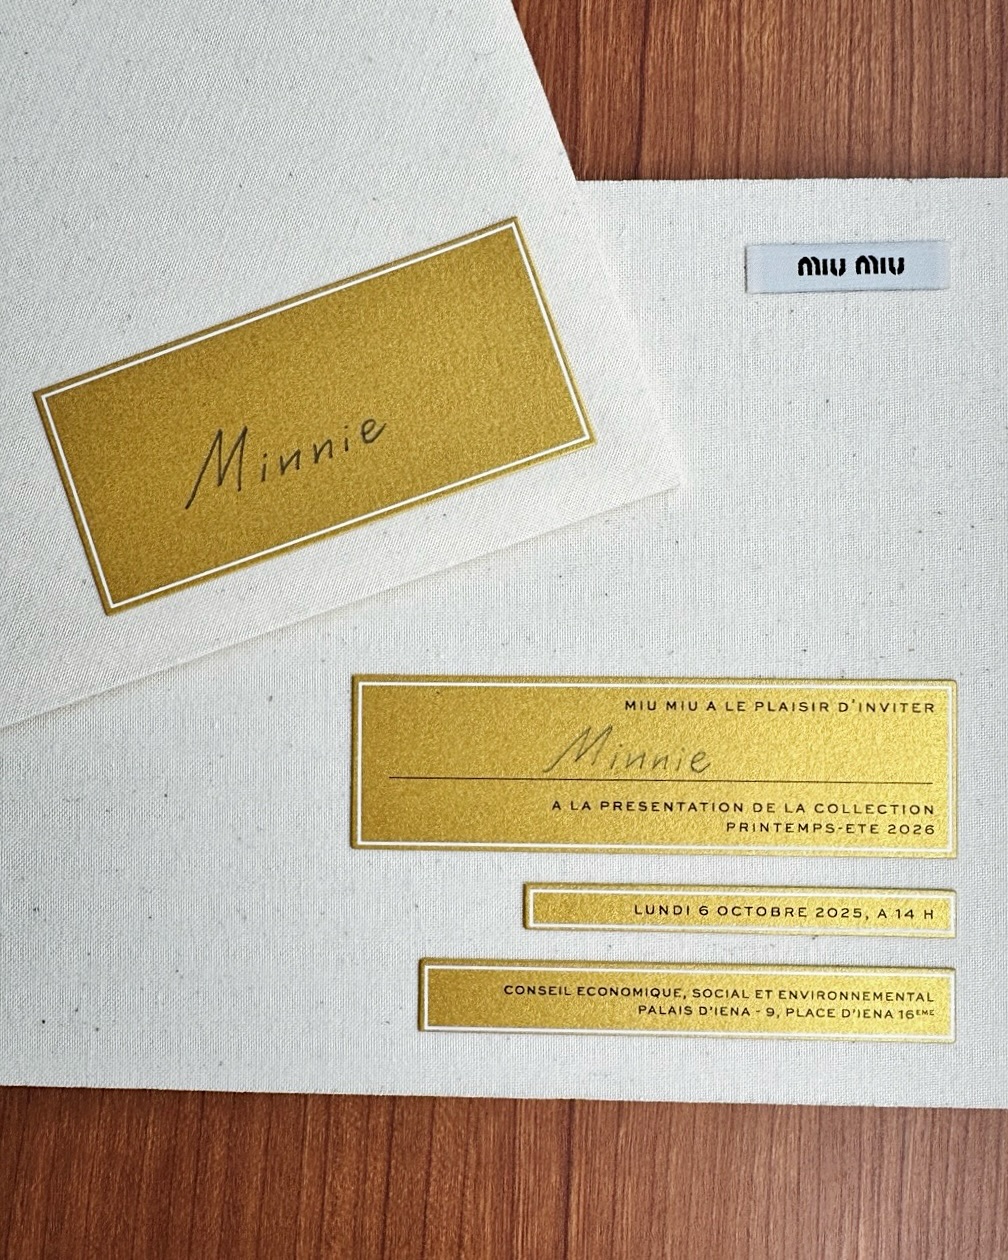 MIU MIU
Minnie
MIU MIU A LE PLAISIR D'INVITER
Minnie
A LA PRESENTATION DE LA COLLECTION
PRINTEMPS-ETE 2026
LUNDI 6 OCTOBRE 2025, A 14 H
CONSEIL ECONOMIQUE, SOCIAL ET ENVIRONNEMENTAL
PALAIS D'IENA - 9, PLACE D'IENA 16EME